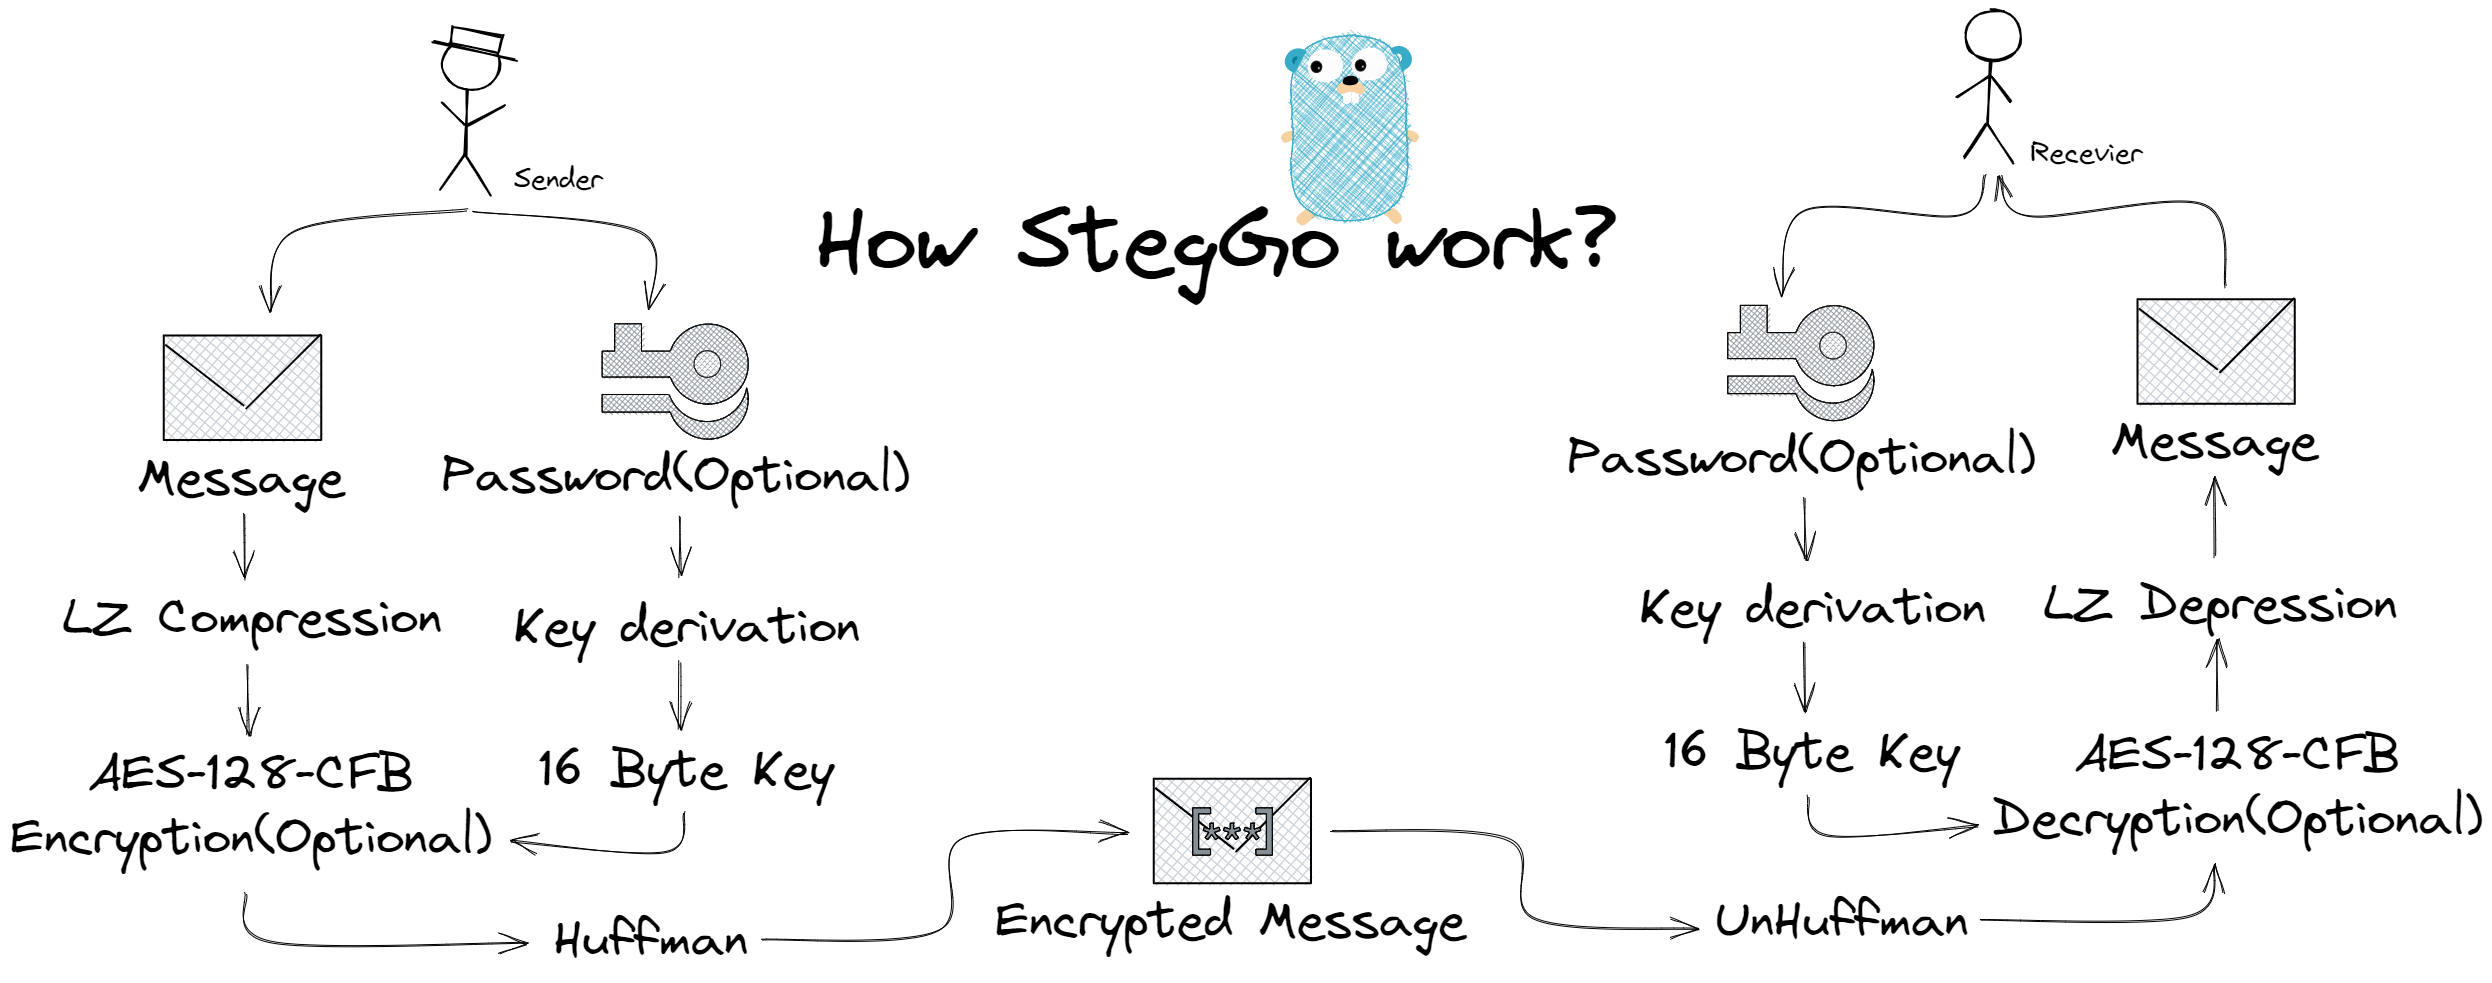 Sender
Recevier
How StegGo work?
Message
Password(Optional)
LZ Compression
Key derivation
AES-128-CFB
Encryption(Optional)
16 Byte Key
Huffman
[***]
Encrypted Message
UnHuffman
Password(Optional)
Message
Key derivation
LZ Depression
16 Byte Key
AES-128-CFB
Decryption(Optional)